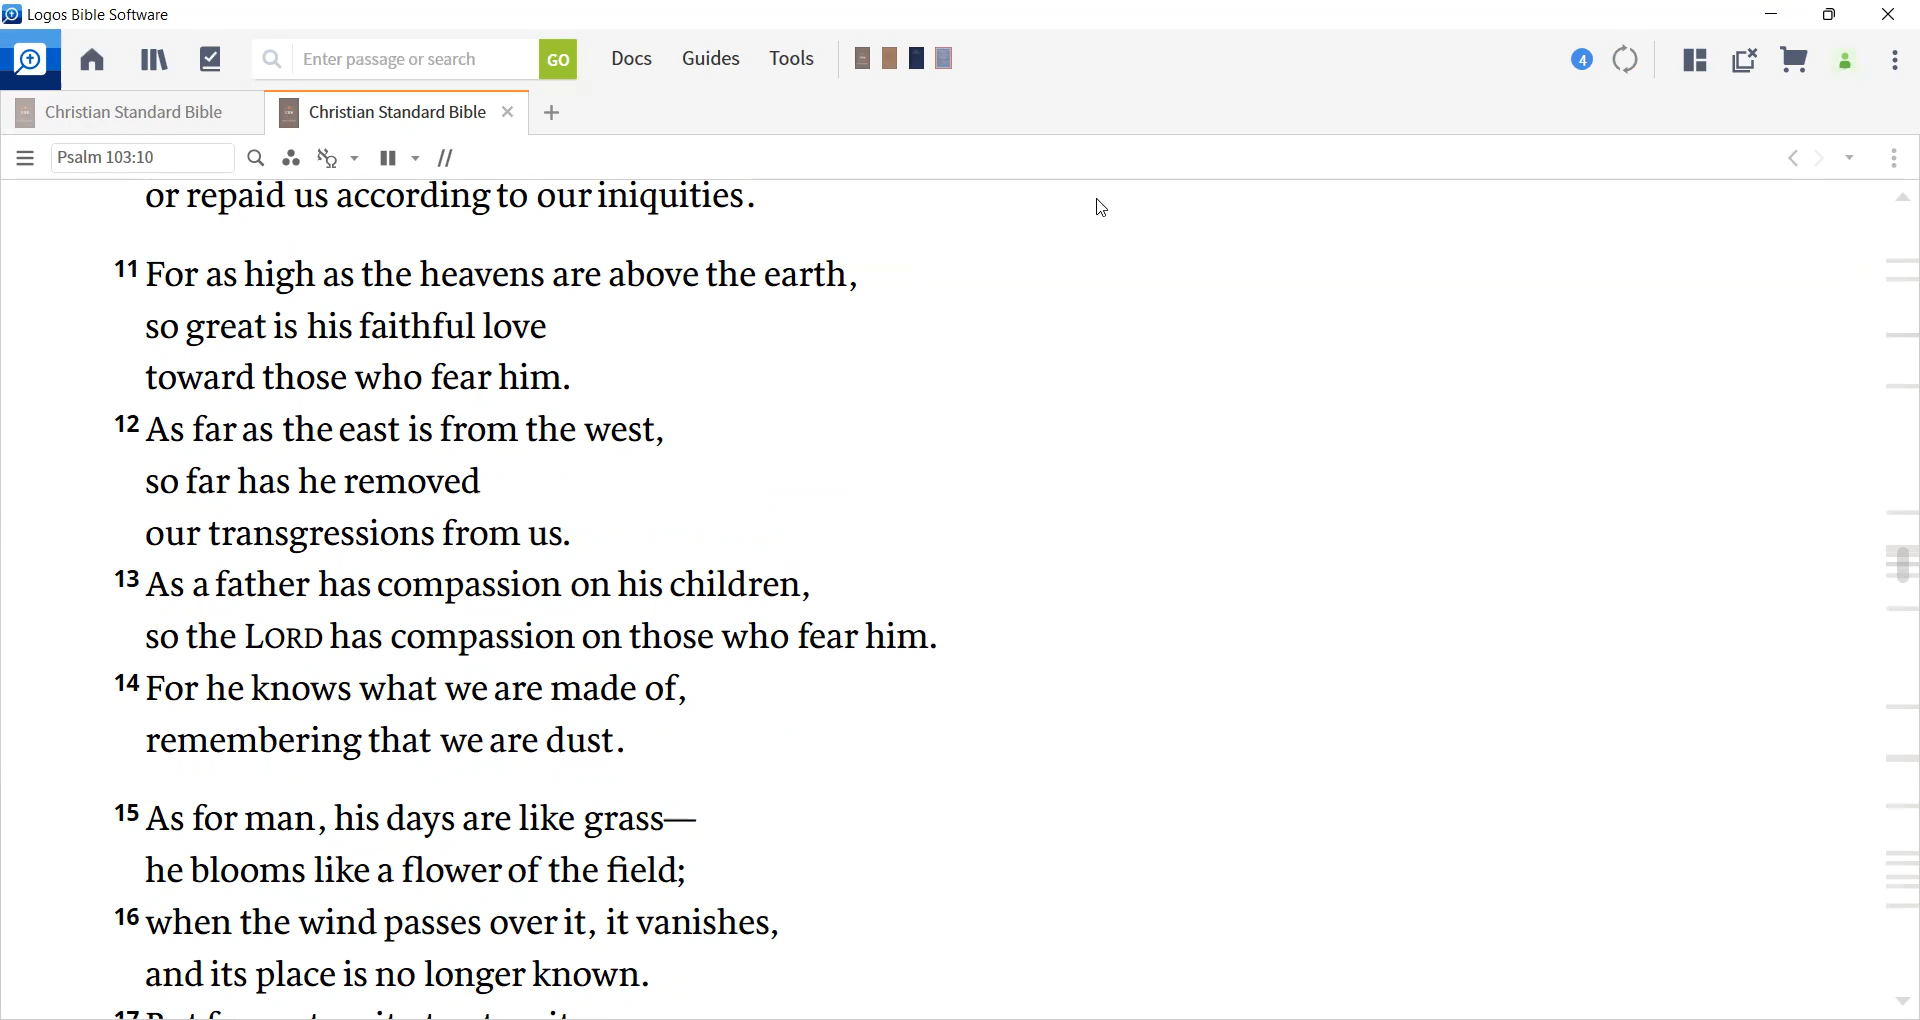 Logos Bible Software
Enter passage or search
GO
Docs
Guides
Tools
4
Christian Standard Bible
Christian Standard Bible
Psalm 103:10
or repaid us according to our iniquities.
11 For as high as the heavens are above the earth,
so great is his faithful love
toward those who fear him.
12 As far as the east is from the west,
so far has he removed
our transgressions from us.
13 As a father has compassion on his children,
so the LORD has compassion on those who fear him.
14 For he knows what we are made of,
remembering that we are dust.
15 As for man, his days are like grass—
he blooms like a flower of the field;
16 when the wind passes over it, it vanishes,
and its place is no longer known.